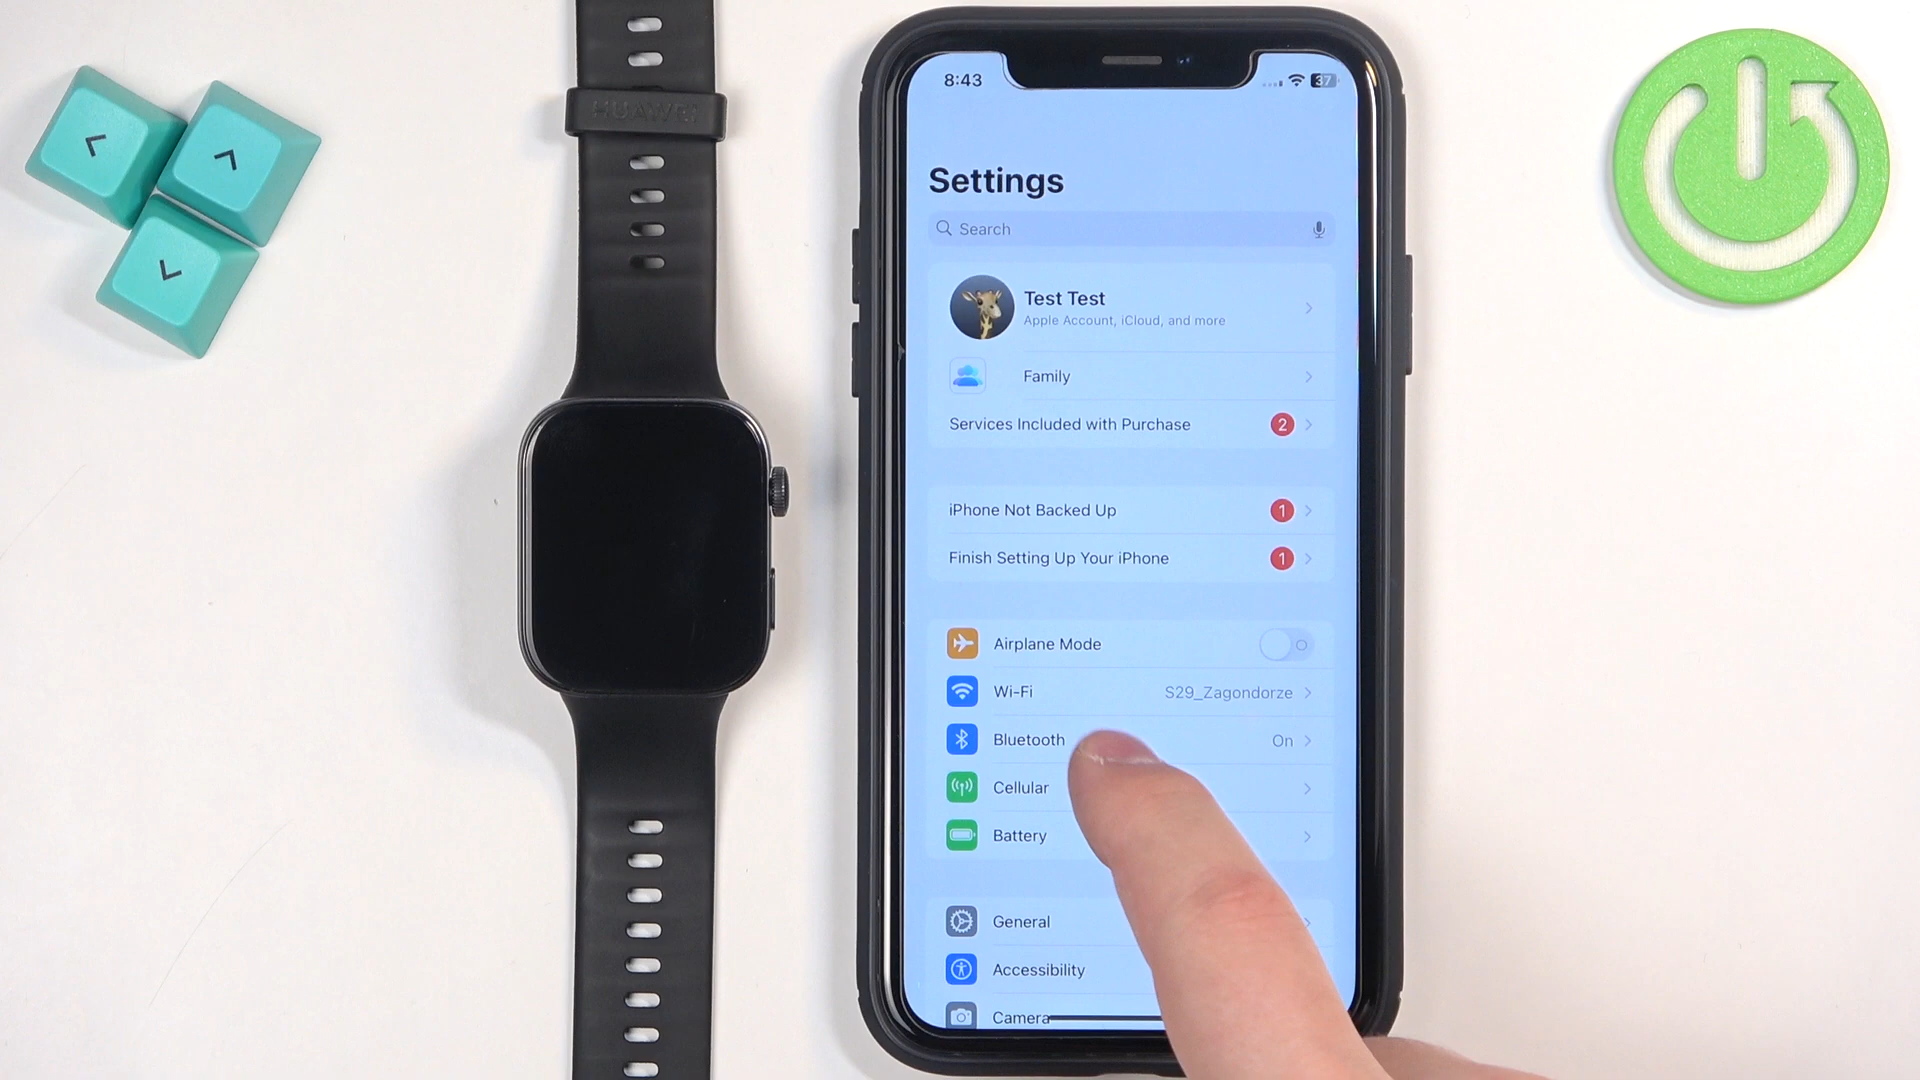 HUAWEI
8:43
37
Settings
Search
Test Test
Apple Account, iCloud, and more
Family
Services Included with Purchase 2
iPhone Not Backed Up 1
Finish Setting Up Your iPhone 1
Airplane Mode
Wi-Fi S29_Zagondorze
Bluetooth On
Cellular
Battery
General
Accessibility
Camera